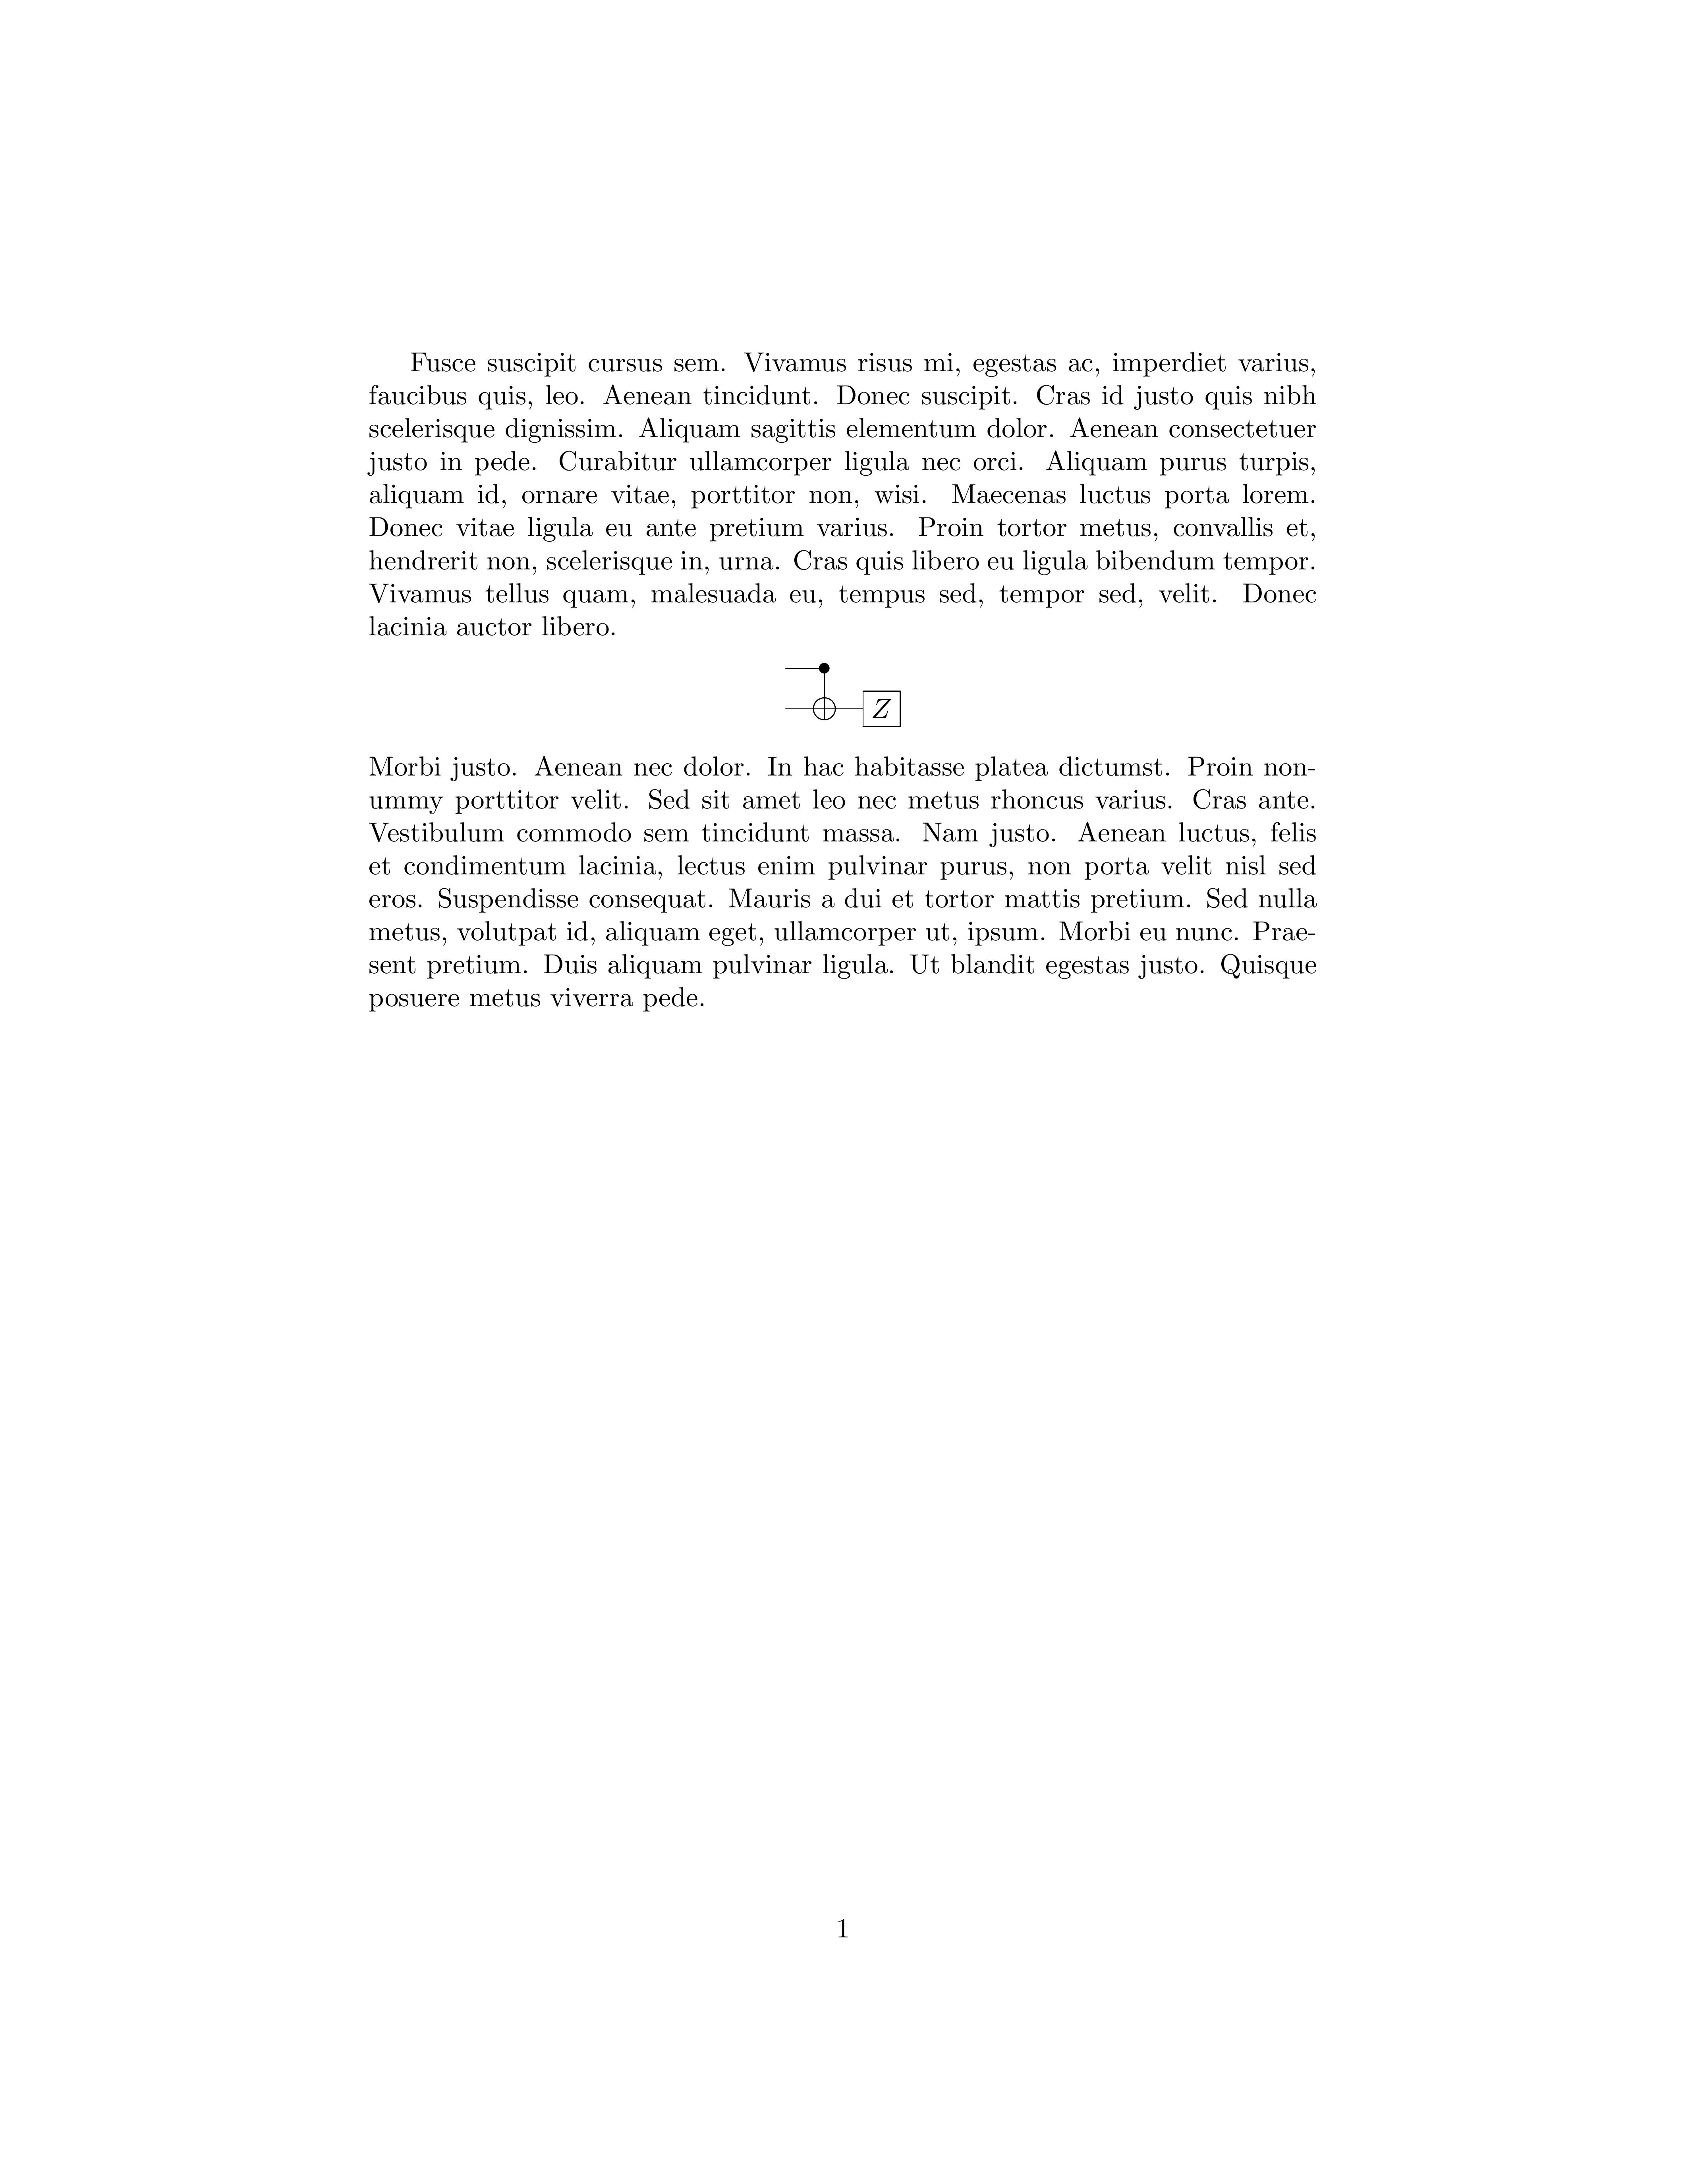 Fusce suscipit cursus sem. Vivamus risus mi, egestas ac, imperdiet varius,
faucibus quis, leo. Aenean tincidunt. Donec suscipit. Cras id justo quis nibh
scelerisque dignissim. Aliquam sagittis elementum dolor. Aenean consectetuer
justo in pede. Curabitur ullamcorper ligula nec orci. Aliquam purus turpis,
aliquam id, ornare vitae, porttitor non, wisi. Maecenas luctus porta lorem.
Donec vitae ligula eu ante pretium varius. Proin tortor metus, convallis et,
hendrerit non, scelerisque in, urna. Cras quis libero eu ligula bibendum tempor.
Vivamus tellus quam, malesuada eu, tempus sed, tempor sed, velit. Donec
lacinia auctor libero.
Z
Morbi justo. Aenean nec dolor. In hac habitasse platea dictumst. Proin non-
ummy porttitor velit. Sed sit amet leo nec metus rhoncus varius. Cras ante.
Vestibulum commodo sem tincidunt massa. Nam justo. Aenean luctus, felis
et condimentum lacinia, lectus enim pulvinar purus, non porta velit nisl sed
eros. Suspendisse consequat. Mauris a dui et tortor mattis pretium. Sed nulla
metus, volutpat id, aliquam eget, ullamcorper ut, ipsum. Morbi eu nunc. Prae-
sent pretium. Duis aliquam pulvinar ligula. Ut blandit egestas justo. Quisque
posuere metus viverra pede.
1